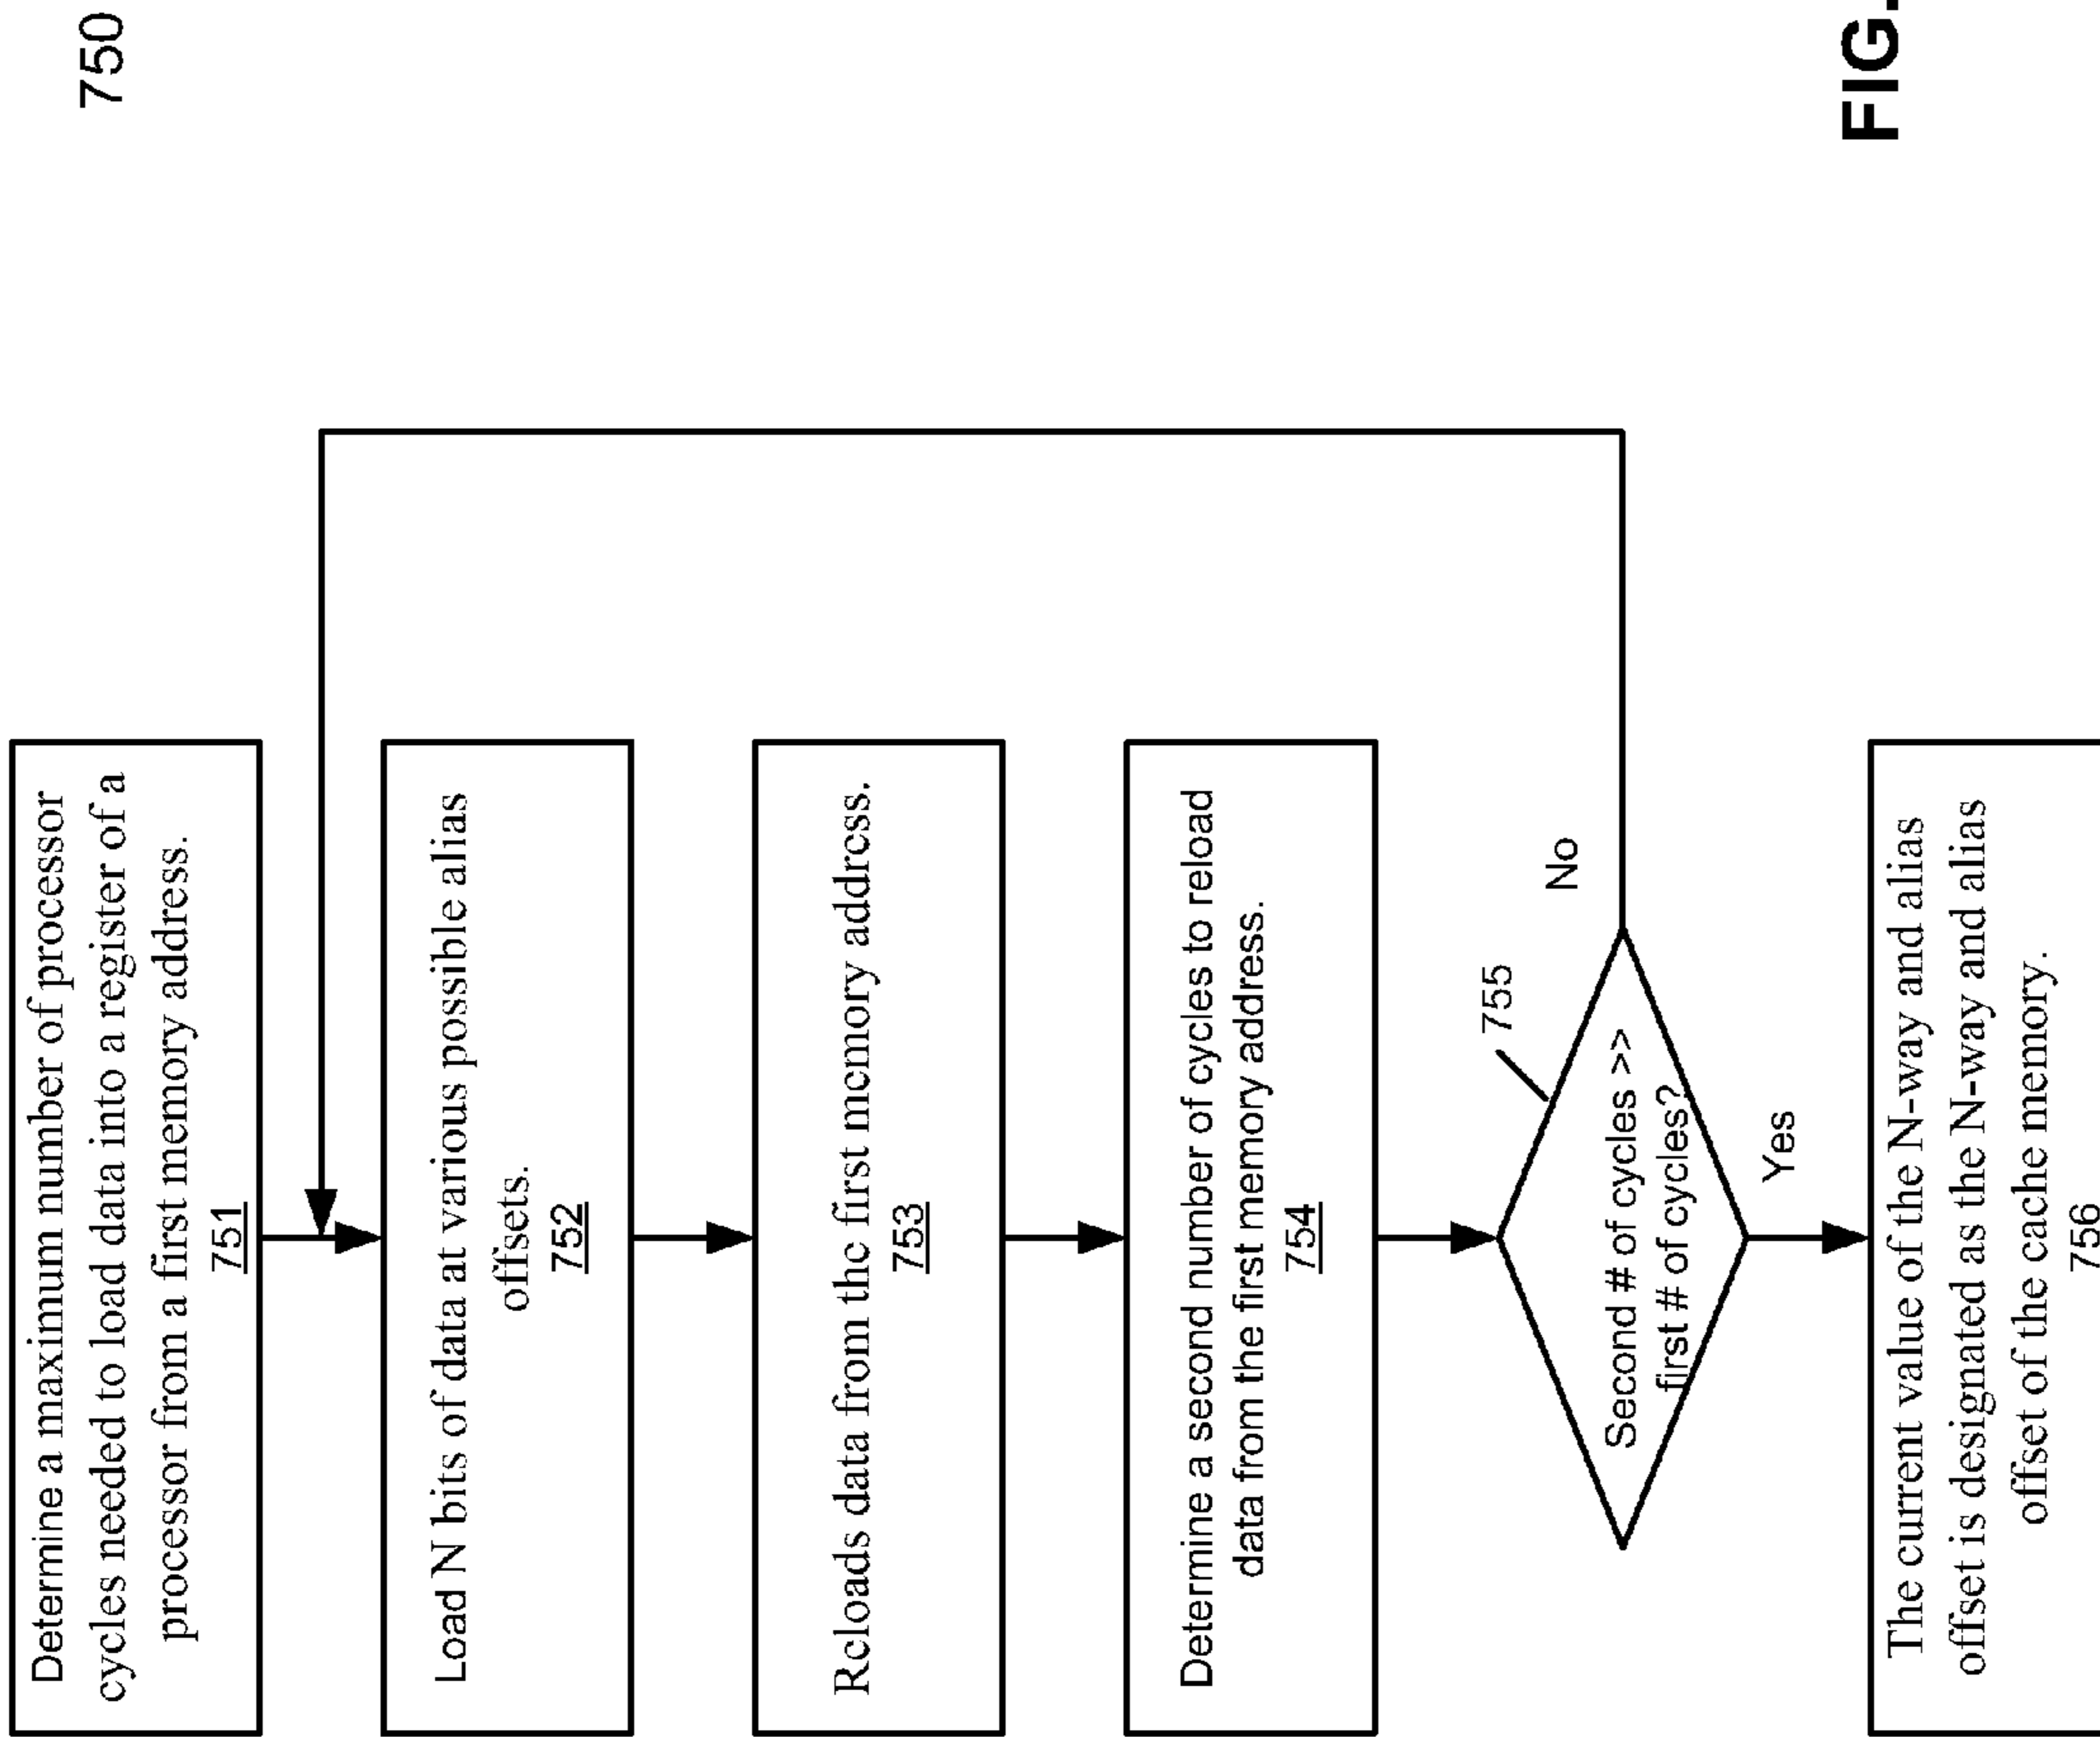 750
Determine a maximum number of processor
cycles needed to load data into a register of a
processor from a first memory address.
751
Load N bits of data at various possible alias
offsets.
752
Reloads data from the first memory address.
753
Determine a second number of cycles to reload
data from the first memory address.
754
755
Second # of cycles >>
first # of cycles?
No
Yes
The current value of the N-way and alias
offset is designated as the N-way and alias
offset of the cache memory.
756
FIG.